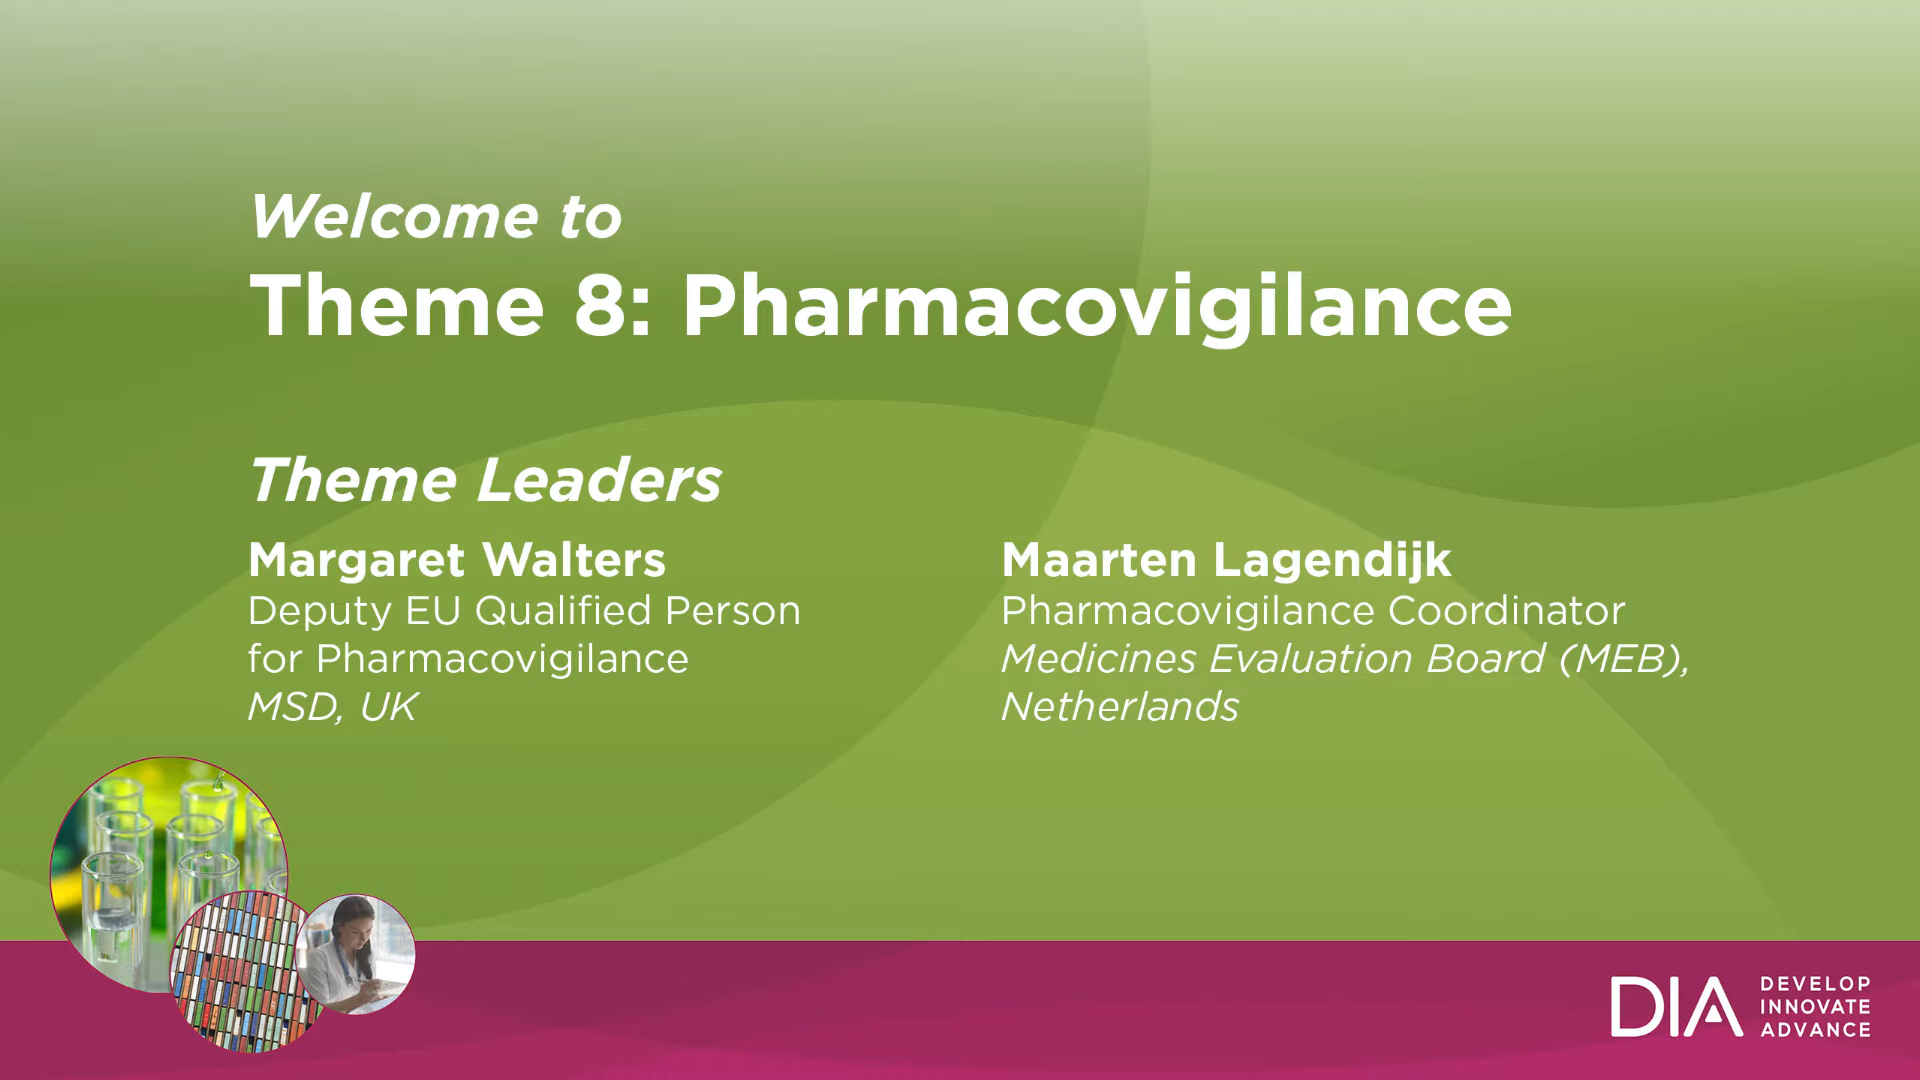 Welcome to
Theme 8: Pharmacovigilance
Theme Leaders
Margaret Walters
Deputy EU Qualified Person
for Pharmacovigilance
MSD, UK
Maarten Lagendijk
Pharmacovigilance Coordinator
Medicines Evaluation Board (MEB),
Netherlands
DIA
DEVELOP
INNOVATE
ADVANCE